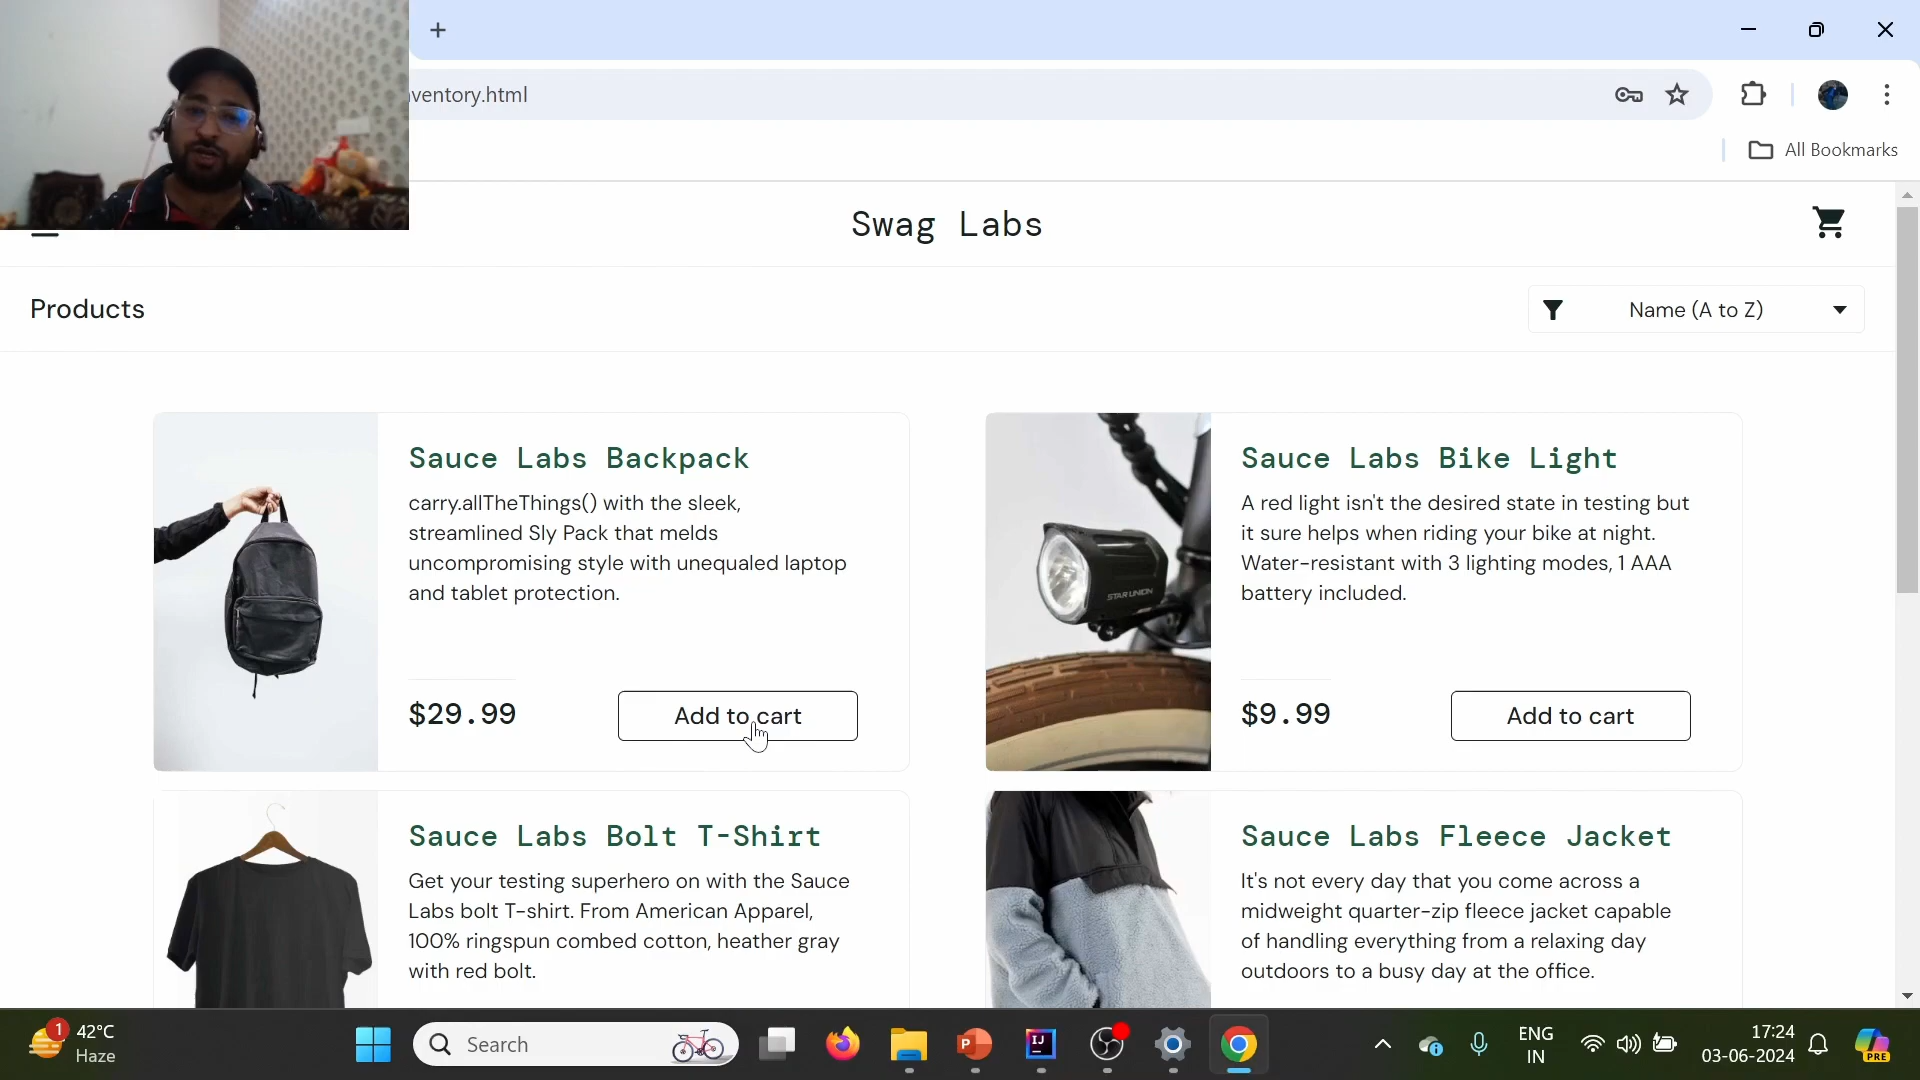 ventory.html
All Bookmarks
Swag Labs
Products
Name (A to Z)
Sauce Labs Backpack
carry.allTheThings() with the sleek,
streamlined Sly Pack that melds
uncompromising style with unequaled laptop
and tablet protection.
$29.99
Add to cart
Sauce Labs Bike Light
A red light isn't the desired state in testing but
it sure helps when riding your bike at night.
Water-resistant with 3 lighting modes, 1 AAA
battery included.
STAR UNION
$9.99
Add to cart
Sauce Labs Bolt T-Shirt
Get your testing superhero on with the Sauce
Labs bolt T-shirt. From American Apparel,
100% ringspun combed cotton, heather gray
with red bolt.
Sauce Labs Fleece Jacket
It's not every day that you come across a
midweight quarter-zip fleece jacket capable
of handling everything from a relaxing day
outdoors to a busy day at the office.
1
42°C
Haze
Search
P
IJ
ENG
IN
17:24
03-06-2024
PRE